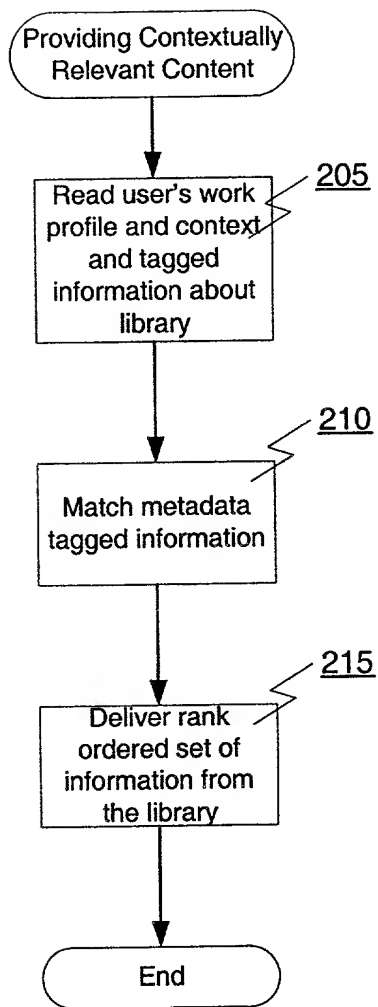 Providing Contextually
Relevant Content
205
Read user's work
profile and context
and tagged
information about
library
210
Match metadata
tagged information
215
Deliver rank
ordered set of
information from
the library
End